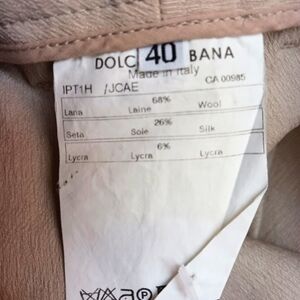 DOLC 40 BANA
Made in Italy
IPT1H /JCAE CA 00985
68%
Lana Laine Wool
26%
Seta Soie Silk
6%
Lycra Lycra Lycra